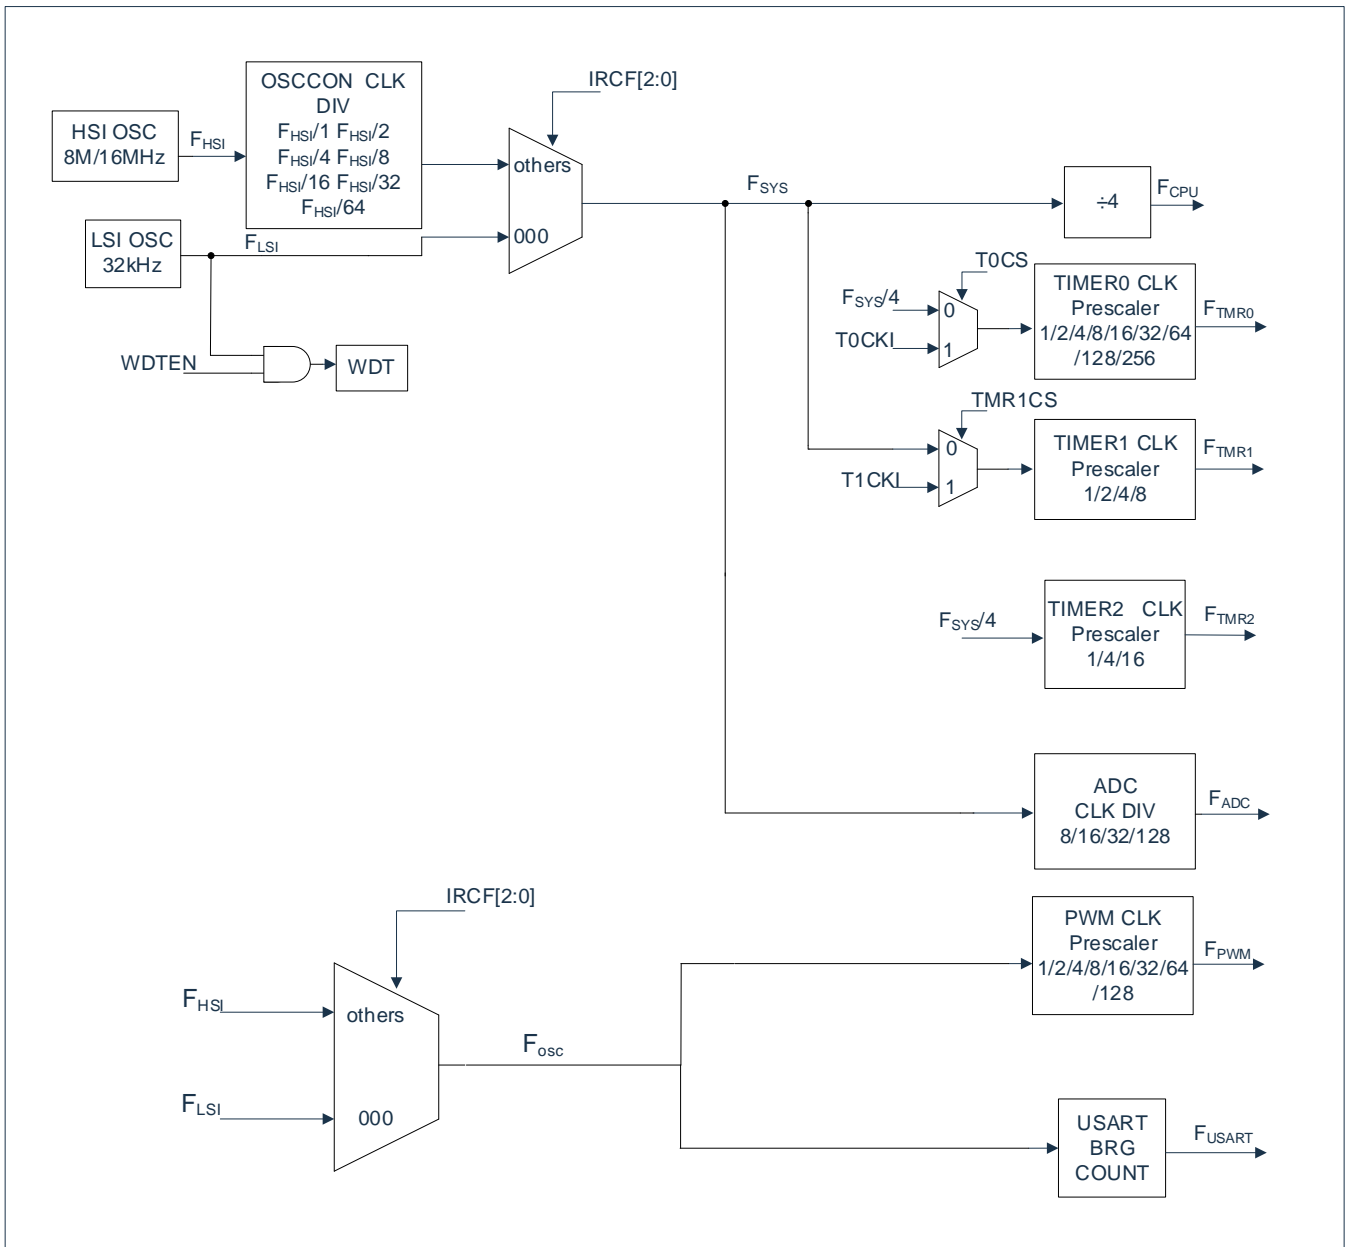 IRCF[2:0]
HSI OSC
8M/16MHz
FHSI
OSCCON CLK
DIV
FHSI/1 FHSI/2
FHSI/4 FHSI/8
FHSI/16 FHSI/32
FHSI/64
others
000
LSI OSC
32kHz
FLSI
WDTEN
WDT
FSYS
÷4
FCPU
T0CS
FSYS/4
T0CKI
0
1
TIMER0 CLK
Prescaler
1/2/4/8/16/32/64
/128/256
FTMR0
TMR1CS
0
T1CKI
1
TIMER1 CLK
Prescaler
1/2/4/8
FTMR1
FSYS/4
TIMER2 CLK
Prescaler
1/4/16
FTMR2
ADC
CLK DIV
8/16/32/128
FADC
IRCF[2:0]
FHSI
others
FLSI
000
Fosc
PWM CLK
Prescaler
1/2/4/8/16/32/64
/128
FPWM
USART
BRG
COUNT
FUSART